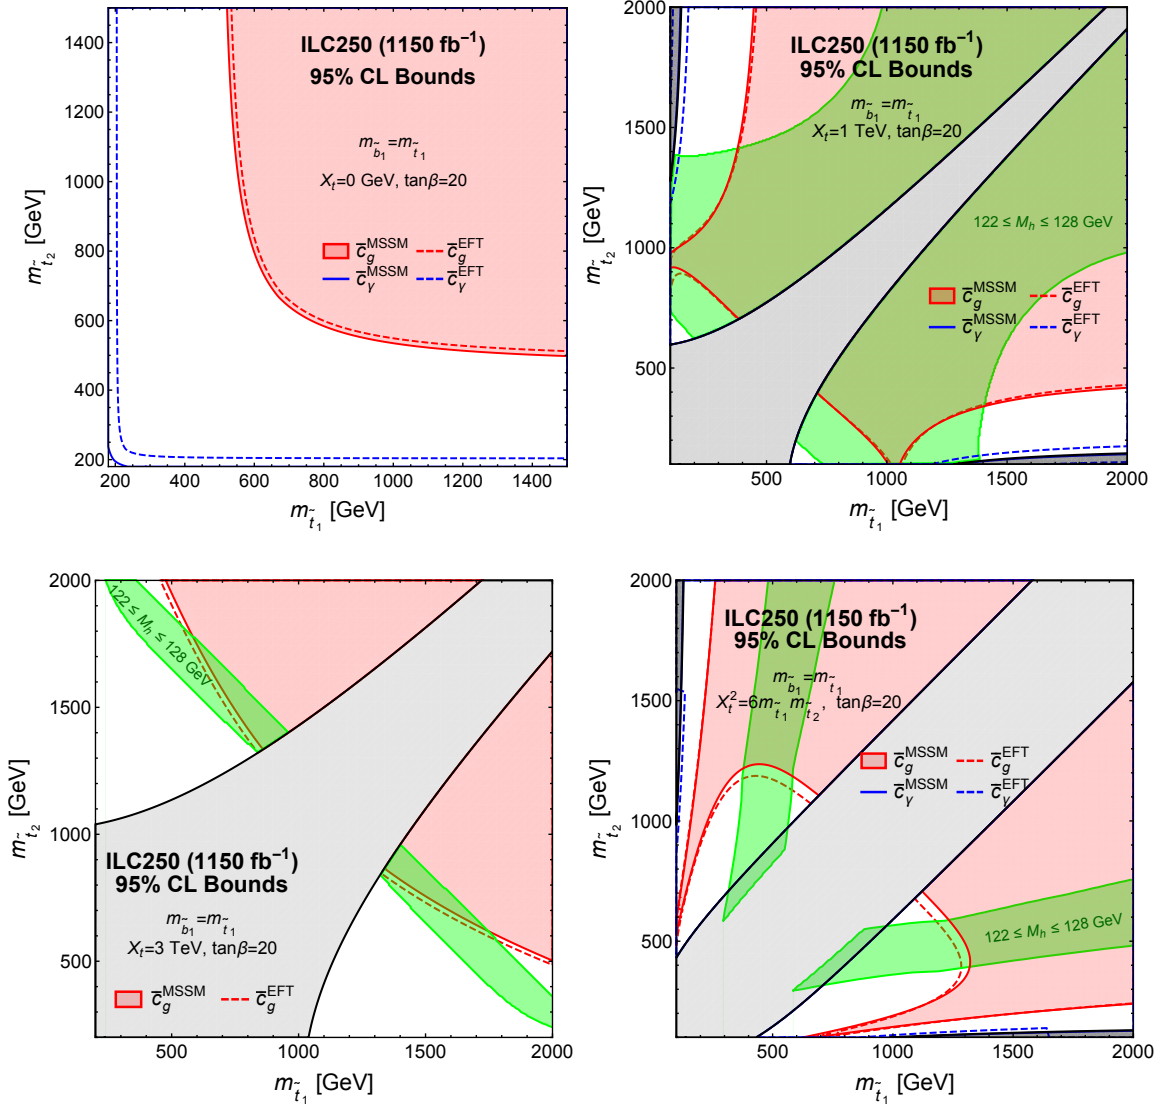 ILC250 (1150 fb⁻¹)
95% CL Bounds
m_b̃₁=m_t̃₁
X_t=0 GeV, tanβ=20
c̄_g^MSSM c̄_g^EFT
c̄_γ^MSSM c̄_γ^EFT
1400
1200
1000
800
600
400
200
200 400 600 800 1000 1200 1400
m_t̃₂ [GeV]
m_t̃₁ [GeV]
ILC250 (1150 fb⁻¹)
95% CL Bounds
m_b̃₁=m_t̃₁
X_t=1 TeV, tanβ=20
122 ≤ M_h ≤ 128 GeV
c̄_g^MSSM c̄_g^EFT
c̄_γ^MSSM c̄_γ^EFT
2000
1500
1000
500
500 1000 1500 2000
m_t̃₂ [GeV]
m_t̃₁ [GeV]
122 ≤ M_h ≤ 128 GeV
ILC250 (1150 fb⁻¹)
95% CL Bounds
m_b̃₁=m_t̃₁
X_t=3 TeV, tanβ=20
c̄_g^MSSM c̄_g^EFT
2000
1500
1000
500
500 1000 1500 2000
m_t̃₂ [GeV]
m_t̃₁ [GeV]
ILC250 (1150 fb⁻¹)
95% CL Bounds
m_b̃₁=m_t̃₁
X_t²=6m_t̃₁ m_t̃₂, tanβ=20
c̄_g^MSSM c̄_g^EFT
c̄_γ^MSSM c̄_γ^EFT
122 ≤ M_h ≤ 128 GeV
2000
1500
1000
500
500 1000 1500 2000
m_t̃₂ [GeV]
m_t̃₁ [GeV]